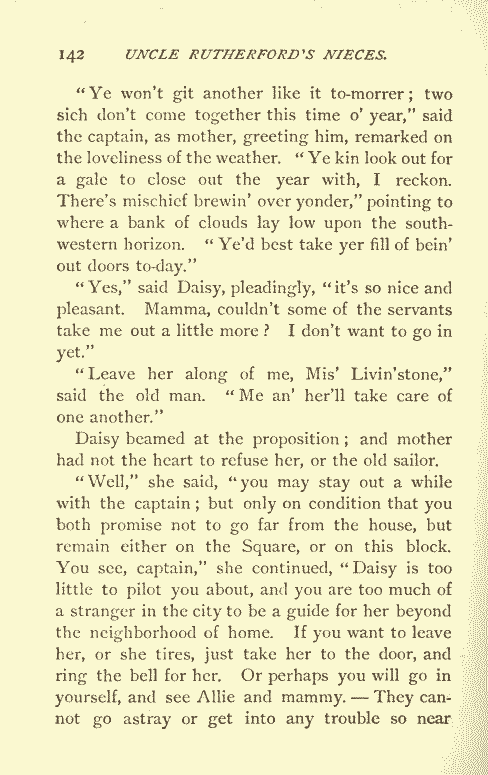 142 UNCLE RUTHERFORD'S NIECES.
"Ye won't git another like it to-morrer; two
sich don't come together this time o' year," said
the captain, as mother, greeting him, remarked on
the loveliness of the weather. "Ye kin look out for
a gale to close out the year with, I reckon.
There's mischief brewin' over yonder," pointing to
where a bank of clouds lay low upon the south-
western horizon. "Ye'd best take yer fill of bein'
out doors to-day."
"Yes," said Daisy, pleadingly, "it's so nice and
pleasant. Mamma, couldn't some of the servants
take me out a little more? I don't want to go in
yet."
"Leave her along of me, Mis' Livin'stone,"
said the old man. "Me an' her'll take care of
one another."
Daisy beamed at the proposition; and mother
had not the heart to refuse her, or the old sailor.
"Well," she said, "you may stay out a while
with the captain; but only on condition that you
both promise not to go far from the house, but
remain either on the Square, or on this block.
You see, captain," she continued, "Daisy is too
little to pilot you about, and you are too much of
a stranger in the city to be a guide for her beyond
the neighborhood of home. If you want to leave
her, or she tires, just take her to the door, and
ring the bell for her. Or perhaps you will go in
yourself, and see Allie and mammy. — They can-
not go astray or get into any trouble so near